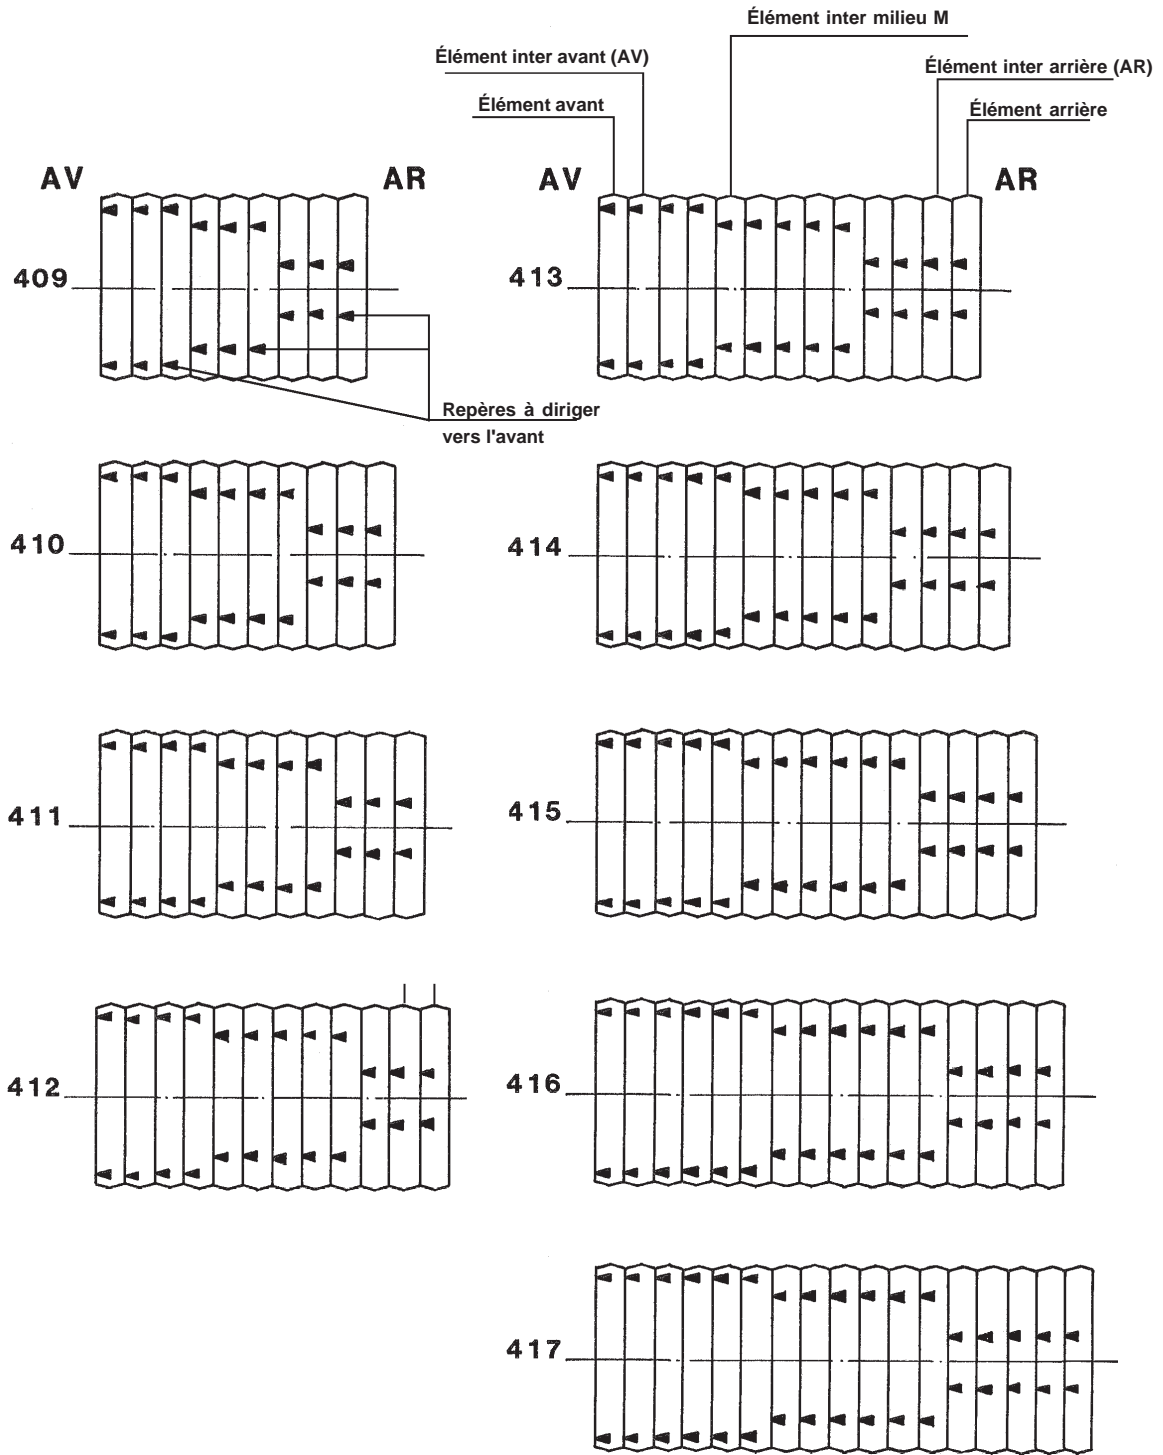 Élément inter milieu M
Élément inter avant (AV)
Élément inter arrière (AR)
Élément avant
Élément arrière
AV
AR
AV
AR
409
413
Repères à diriger
vers l'avant
410
414
411
415
412
416
417